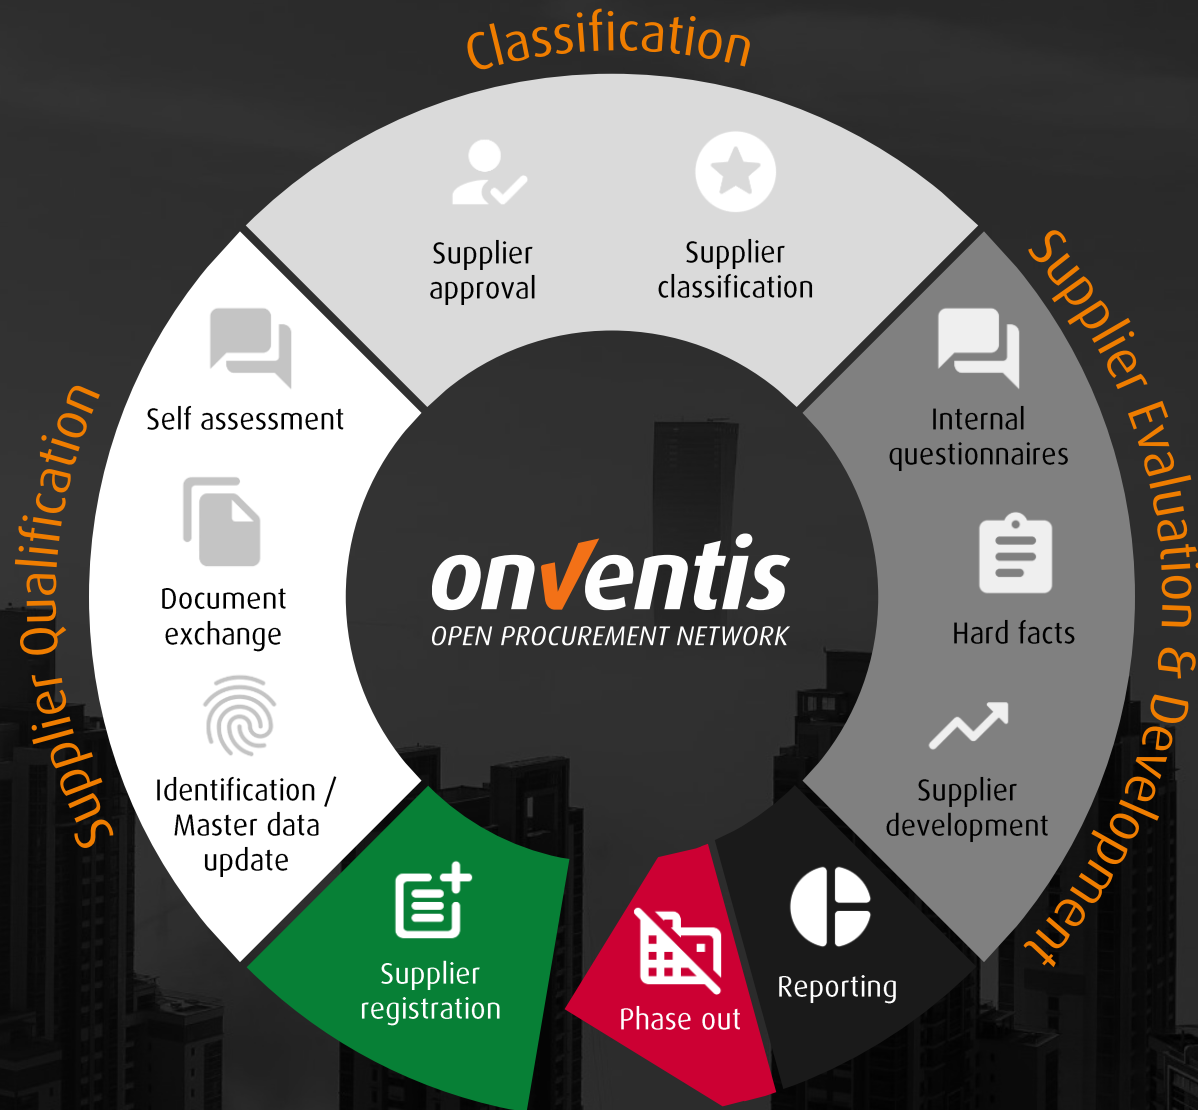 Classification
Supplier
approval
Supplier
classification
Supplier Qualification
Self assessment
Document
exchange
Identification /
Master data
update
Supplier Evaluation & Development
Internal
questionnaires
Hard facts
Supplier
development
onventis
OPEN PROCUREMENT NETWORK
Supplier
registration
Phase out
Reporting